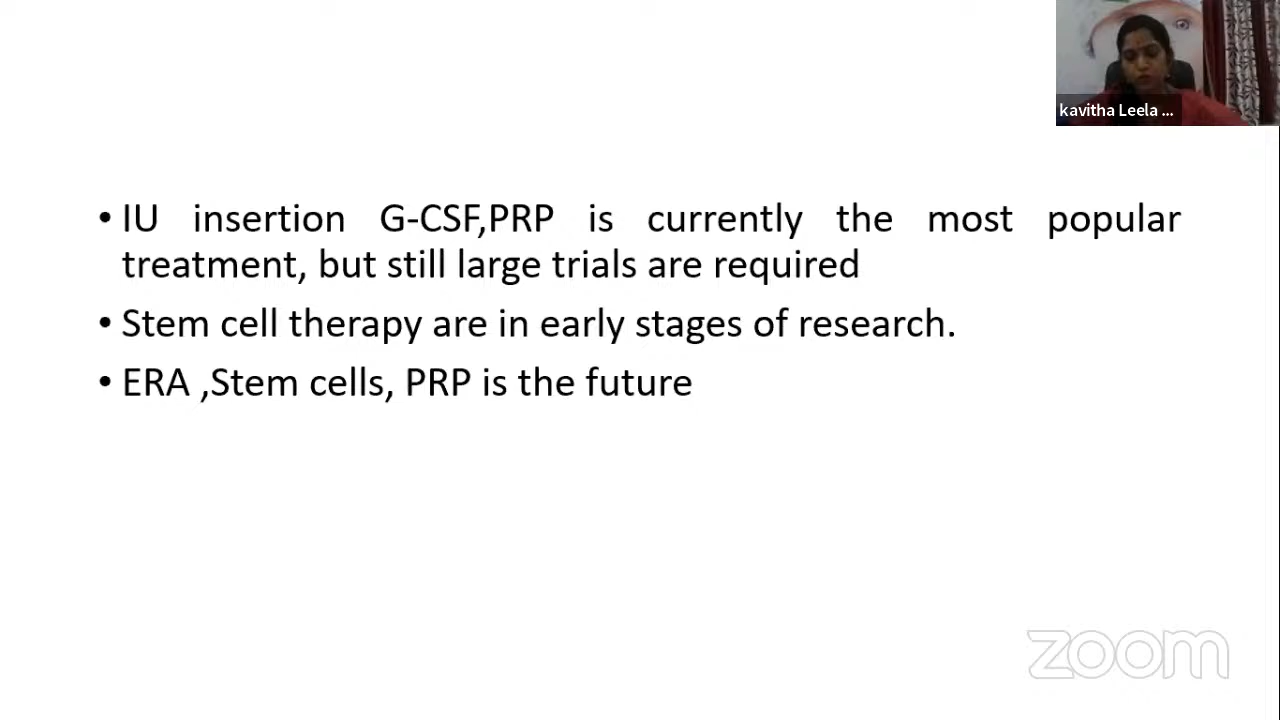 kavitha Leela ...
• IU insertion G-CSF,PRP is currently the most popular
treatment, but still large trials are required
• Stem cell therapy are in early stages of research.
• ERA ,Stem cells, PRP is the future
zoom